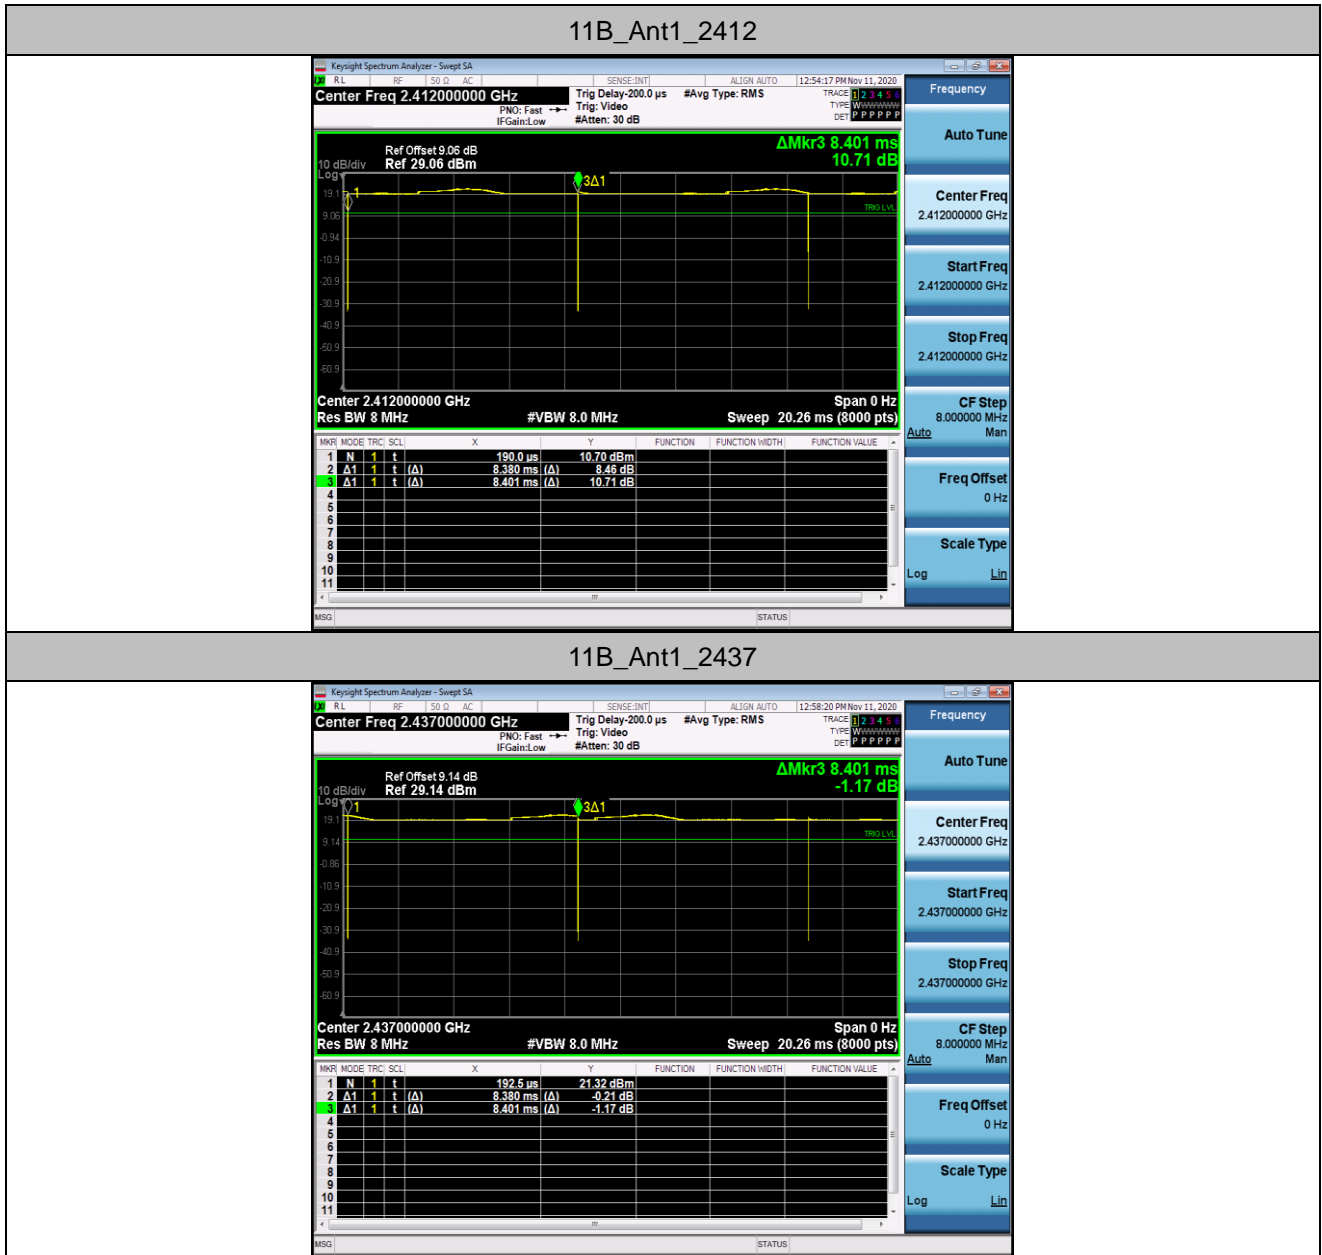 11B_Ant1_2412
Keysight Spectrum Analyzer - Swept SA
RL RF 50 Ω AC SENSE:INT ALIGN AUTO 12:54:17 PM Nov 11, 2020
Center Freq 2.412000000 GHz
PNO: Fast
IFGain:Low
Trig Delay-200.0 µs #Avg Type: RMS
Trig: Video
#Atten: 30 dB
TRACE 1 2 3 4 5 6
TYPE W
DET P P P P P P
Frequency
ΔMkr3 8.401 ms
10.71 dB
Ref Offset 9.06 dB
10 dB/div Ref 29.06 dBm
Log
3Δ1
1
TRIG LVL
19.1
9.06
-0.94
-10.9
-20.9
-30.9
-40.9
-50.9
-60.9
Center 2.412000000 GHz Span 0 Hz
Res BW 8 MHz #VBW 8.0 MHz Sweep 20.26 ms (8000 pts)
MKR MODE TRC SCL X Y FUNCTION FUNCTION WIDTH FUNCTION VALUE
1 N 1 t 190.0 µs 10.70 dBm
2 Δ1 1 t (Δ) 8.380 ms (Δ) 8.46 dB
3 Δ1 1 t (Δ) 8.401 ms (Δ) 10.71 dB
4
5
6
7
8
9
10
11
MSG STATUS
Auto Tune
Center Freq
2.412000000 GHz
Start Freq
2.412000000 GHz
Stop Freq
2.412000000 GHz
CF Step
8.000000 MHz
Auto Man
Freq Offset
0 Hz
Scale Type
Log Lin
11B_Ant1_2437
Keysight Spectrum Analyzer - Swept SA
RL RF 50 Ω AC SENSE:INT ALIGN AUTO 12:58:20 PM Nov 11, 2020
Center Freq 2.437000000 GHz
PNO: Fast
IFGain:Low
Trig Delay-200.0 µs #Avg Type: RMS
Trig: Video
#Atten: 30 dB
TRACE 1 2 3 4 5 6
TYPE W
DET P P P P P P
Frequency
ΔMkr3 8.401 ms
-1.17 dB
Ref Offset 9.14 dB
10 dB/div Ref 29.14 dBm
Log
1
3Δ1
TRIG LVL
19.1
9.14
-0.86
-10.9
-20.9
-30.9
-40.9
-50.9
-60.9
Center 2.437000000 GHz Span 0 Hz
Res BW 8 MHz #VBW 8.0 MHz Sweep 20.26 ms (8000 pts)
MKR MODE TRC SCL X Y FUNCTION FUNCTION WIDTH FUNCTION VALUE
1 N 1 t 192.5 µs 21.32 dBm
2 Δ1 1 t (Δ) 8.380 ms (Δ) -0.21 dB
3 Δ1 1 t (Δ) 8.401 ms (Δ) -1.17 dB
4
5
6
7
8
9
10
11
MSG STATUS
Auto Tune
Center Freq
2.437000000 GHz
Start Freq
2.437000000 GHz
Stop Freq
2.437000000 GHz
CF Step
8.000000 MHz
Auto Man
Freq Offset
0 Hz
Scale Type
Log Lin